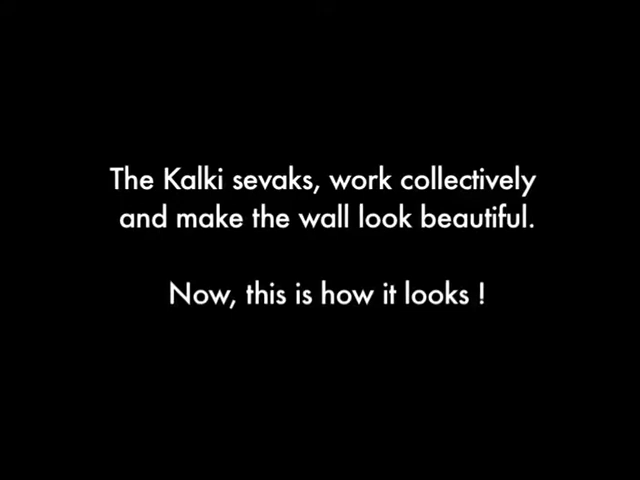 The Kalki sevaks, work collectively
and make the wall look beautiful.
Now, this is how it looks !